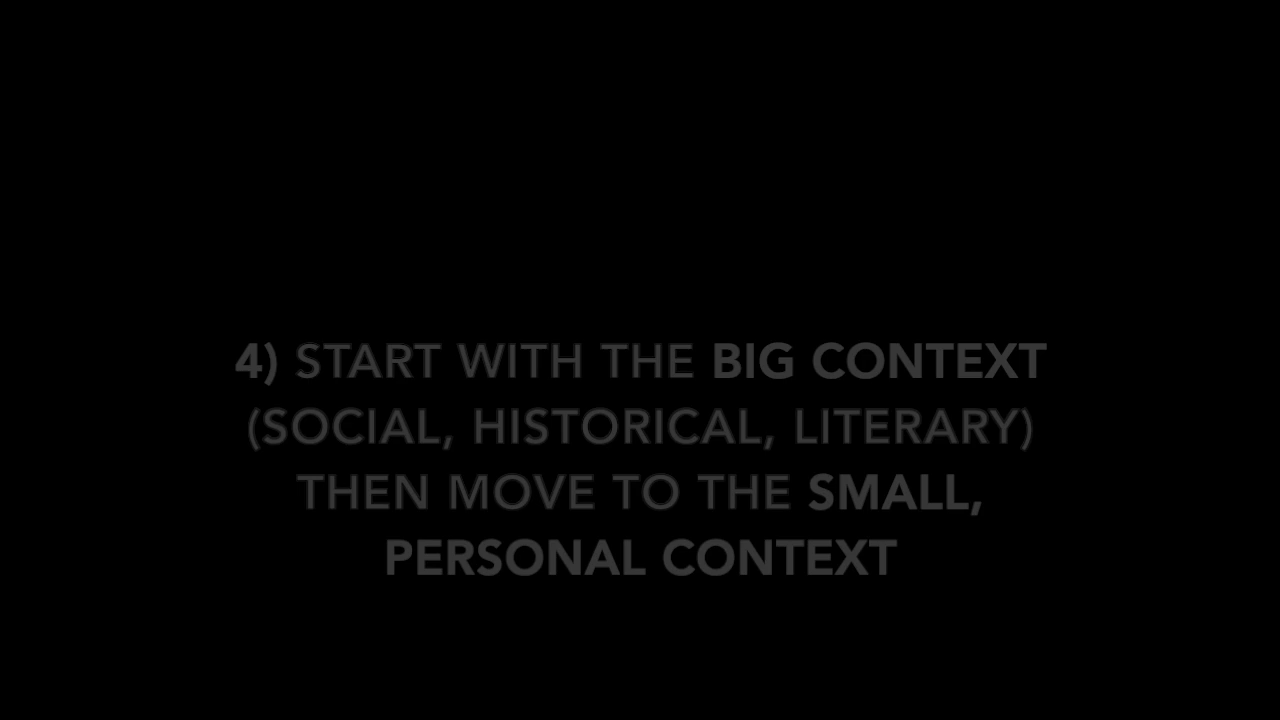 4) START WITH THE BIG CONTEXT
(SOCIAL, HISTORICAL, LITERARY)
THEN MOVE TO THE SMALL,
PERSONAL CONTEXT